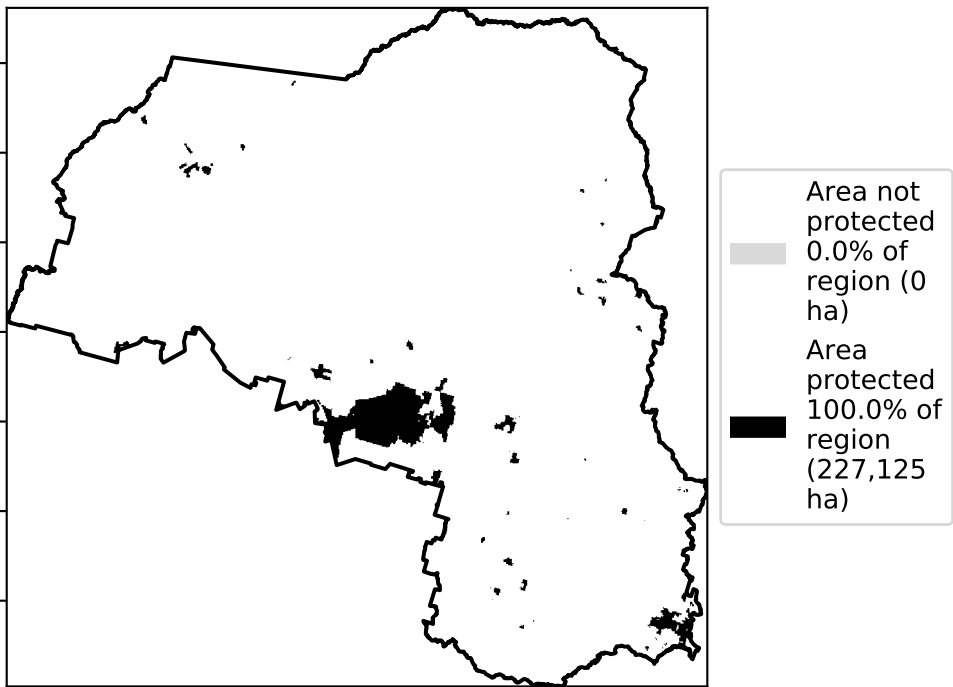 Area not
protected
0.0% of
region (0
ha)
Area
protected
100.0% of
region
(227,125
ha)